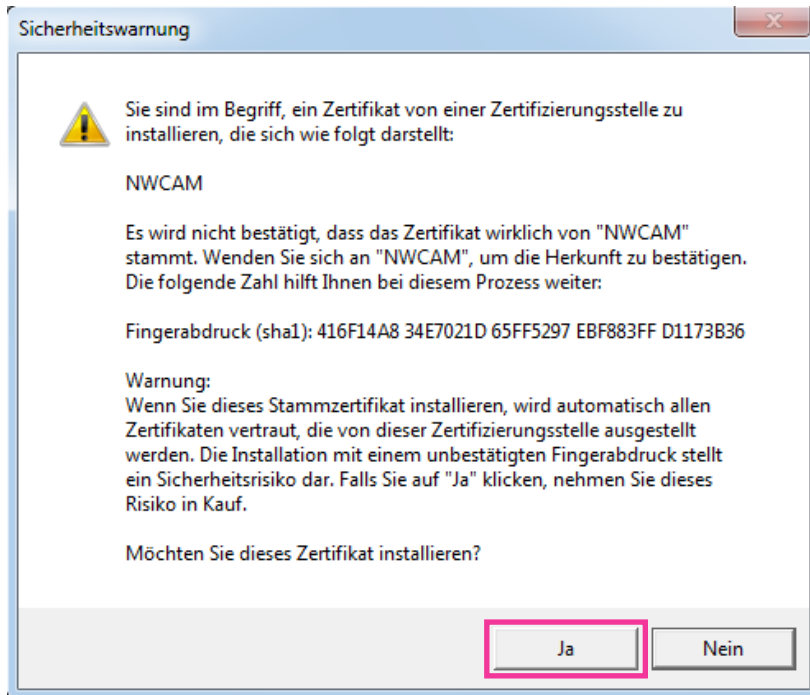 Sicherheitswarnung
Sie sind im Begriff, ein Zertifikat von einer Zertifizierungsstelle zu
installieren, die sich wie folgt darstellt:
NWCAM
Es wird nicht bestätigt, dass das Zertifikat wirklich von "NWCAM"
stammt. Wenden Sie sich an "NWCAM", um die Herkunft zu bestätigen.
Die folgende Zahl hilft Ihnen bei diesem Prozess weiter:
Fingerabdruck (sha1): 416F14A8 34E7021D 65FF5297 EBF883FF D1173B36
Warnung:
Wenn Sie dieses Stammzertifikat installieren, wird automatisch allen
Zertifikaten vertraut, die von dieser Zertifizierungsstelle ausgestellt
werden. Die Installation mit einem unbestätigten Fingerabdruck stellt
ein Sicherheitsrisiko dar. Falls Sie auf "Ja" klicken, nehmen Sie dieses
Risiko in Kauf.
Möchten Sie dieses Zertifikat installieren?
Ja Nein